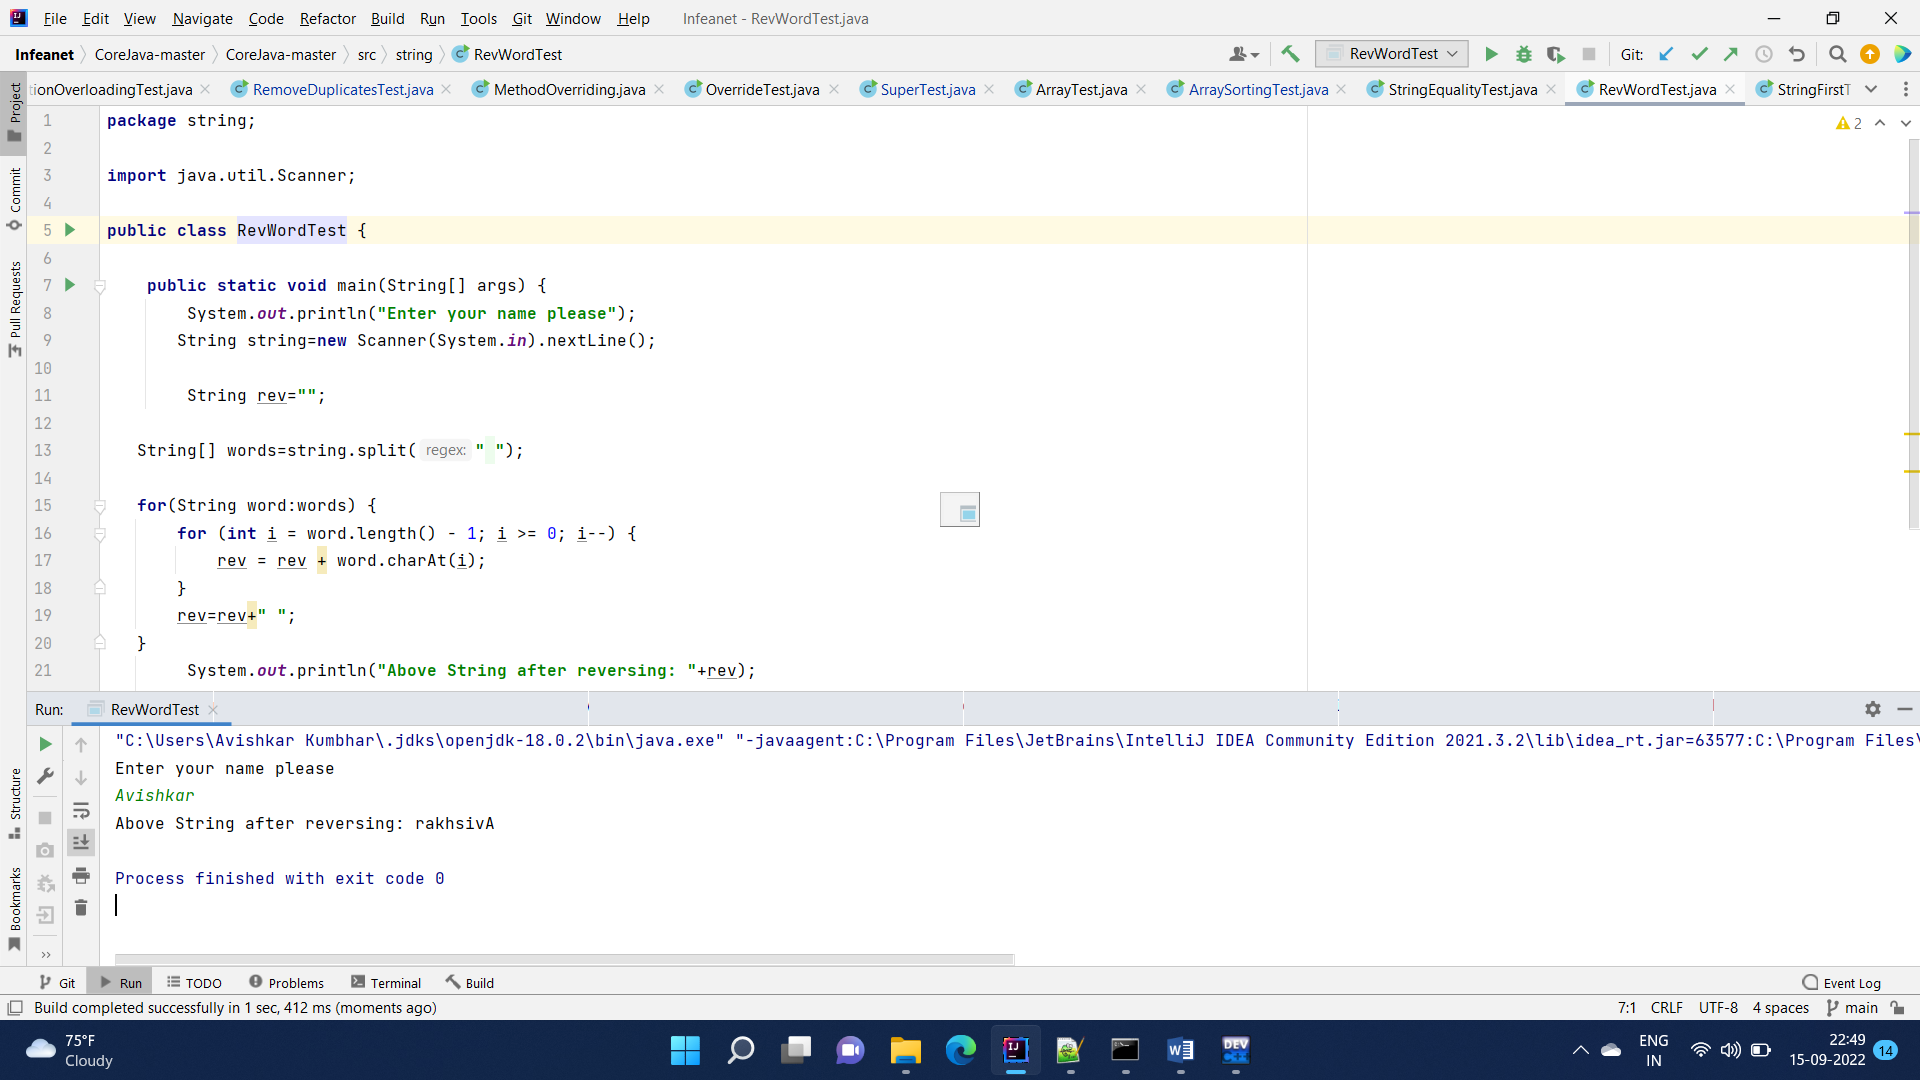 File Edit View Navigate Code Refactor Build Run Tools Git Window Help Infeanet - RevWordTest.java
Infeanet CoreJava-master CoreJava-master src string RevWordTest RevWordTest Git:
tionOverloadingTest.java RemoveDuplicatesTest.java MethodOverriding.java OverrideTest.java SuperTest.java ArrayTest.java ArraySortingTest.java StringEqualityTest.java RevWordTest.java StringFirstT
Project
Commit
Pull Requests
Structure
Bookmarks
2
1 package string;
2
3 import java.util.Scanner;
4
5 public class RevWordTest {
6
7 public static void main(String[] args) {
8 System.out.println("Enter your name please");
9 String string=new Scanner(System.in).nextLine();
10
11 String rev="";
12
13 String[] words=string.split( regex: " ");
14
15 for(String word:words) {
16 for (int i = word.length() - 1; i >= 0; i--) {
17 rev = rev + word.charAt(i);
18 }
19 rev=rev+" ";
20 }
21 System.out.println("Above String after reversing: "+rev);
Run: RevWordTest
"C:\Users\Avishkar Kumbhar\.jdks\openjdk-18.0.2\bin\java.exe" "-javaagent:C:\Program Files\JetBrains\IntelliJ IDEA Community Edition 2021.3.2\lib\idea_rt.jar=63577:C:\Program Files\
Enter your name please
Avishkar
Above String after reversing: rakhsivA
Process finished with exit code 0
Git Run TODO Problems Terminal Build Event Log
Build completed successfully in 1 sec, 412 ms (moments ago) 7:1 CRLF UTF-8 4 spaces main
75°F
Cloudy
ENG
IN
22:49
15-09-2022
14